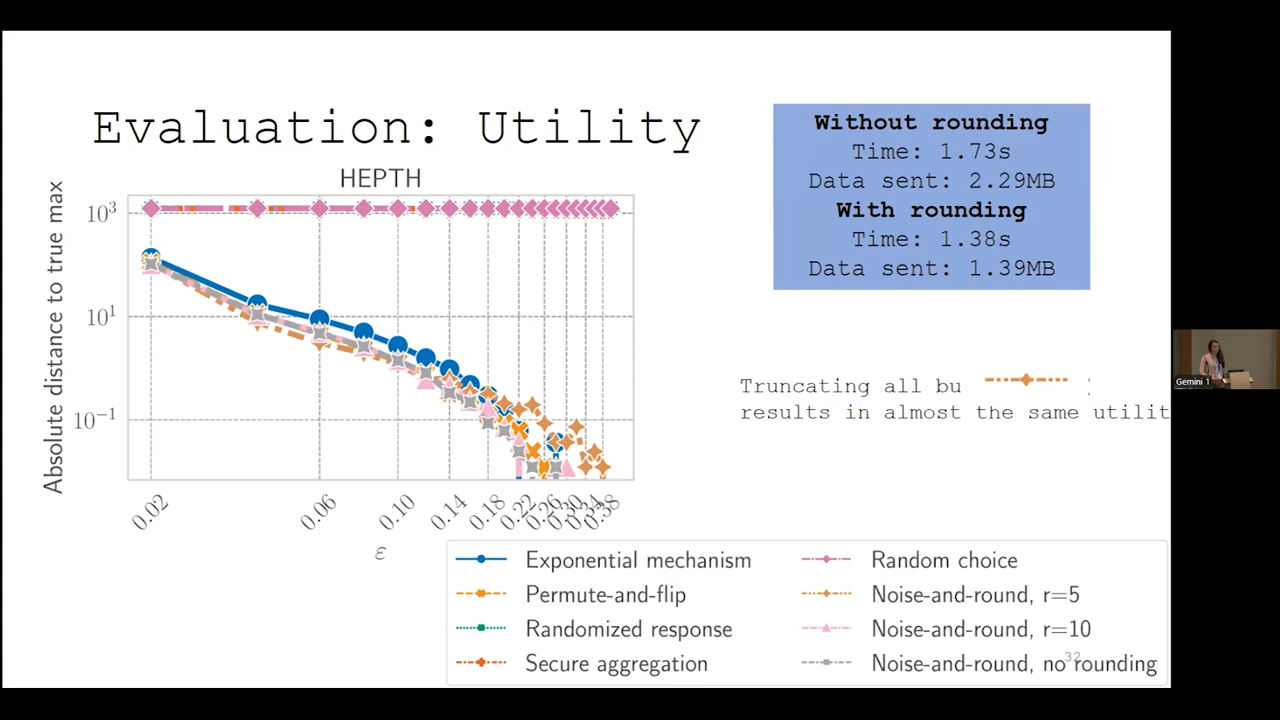 Evaluation: Utility
Without rounding
Time: 1.73s
Data sent: 2.29MB
With rounding
Time: 1.38s
Data sent: 1.39MB
HEPTH
Absolute distance to true max
10^3
10^1
10^−1
0.02
0.06
0.10
0.14
0.18
0.22
0.26
0.30
0.34
0.38
ε
Truncating all bu
results in almost the same utilit
Gemini 1
Exponential mechanism
Permute-and-flip
Randomized response
Secure aggregation
Random choice
Noise-and-round, r=5
Noise-and-round, r=10
Noise-and-round, no rounding
32